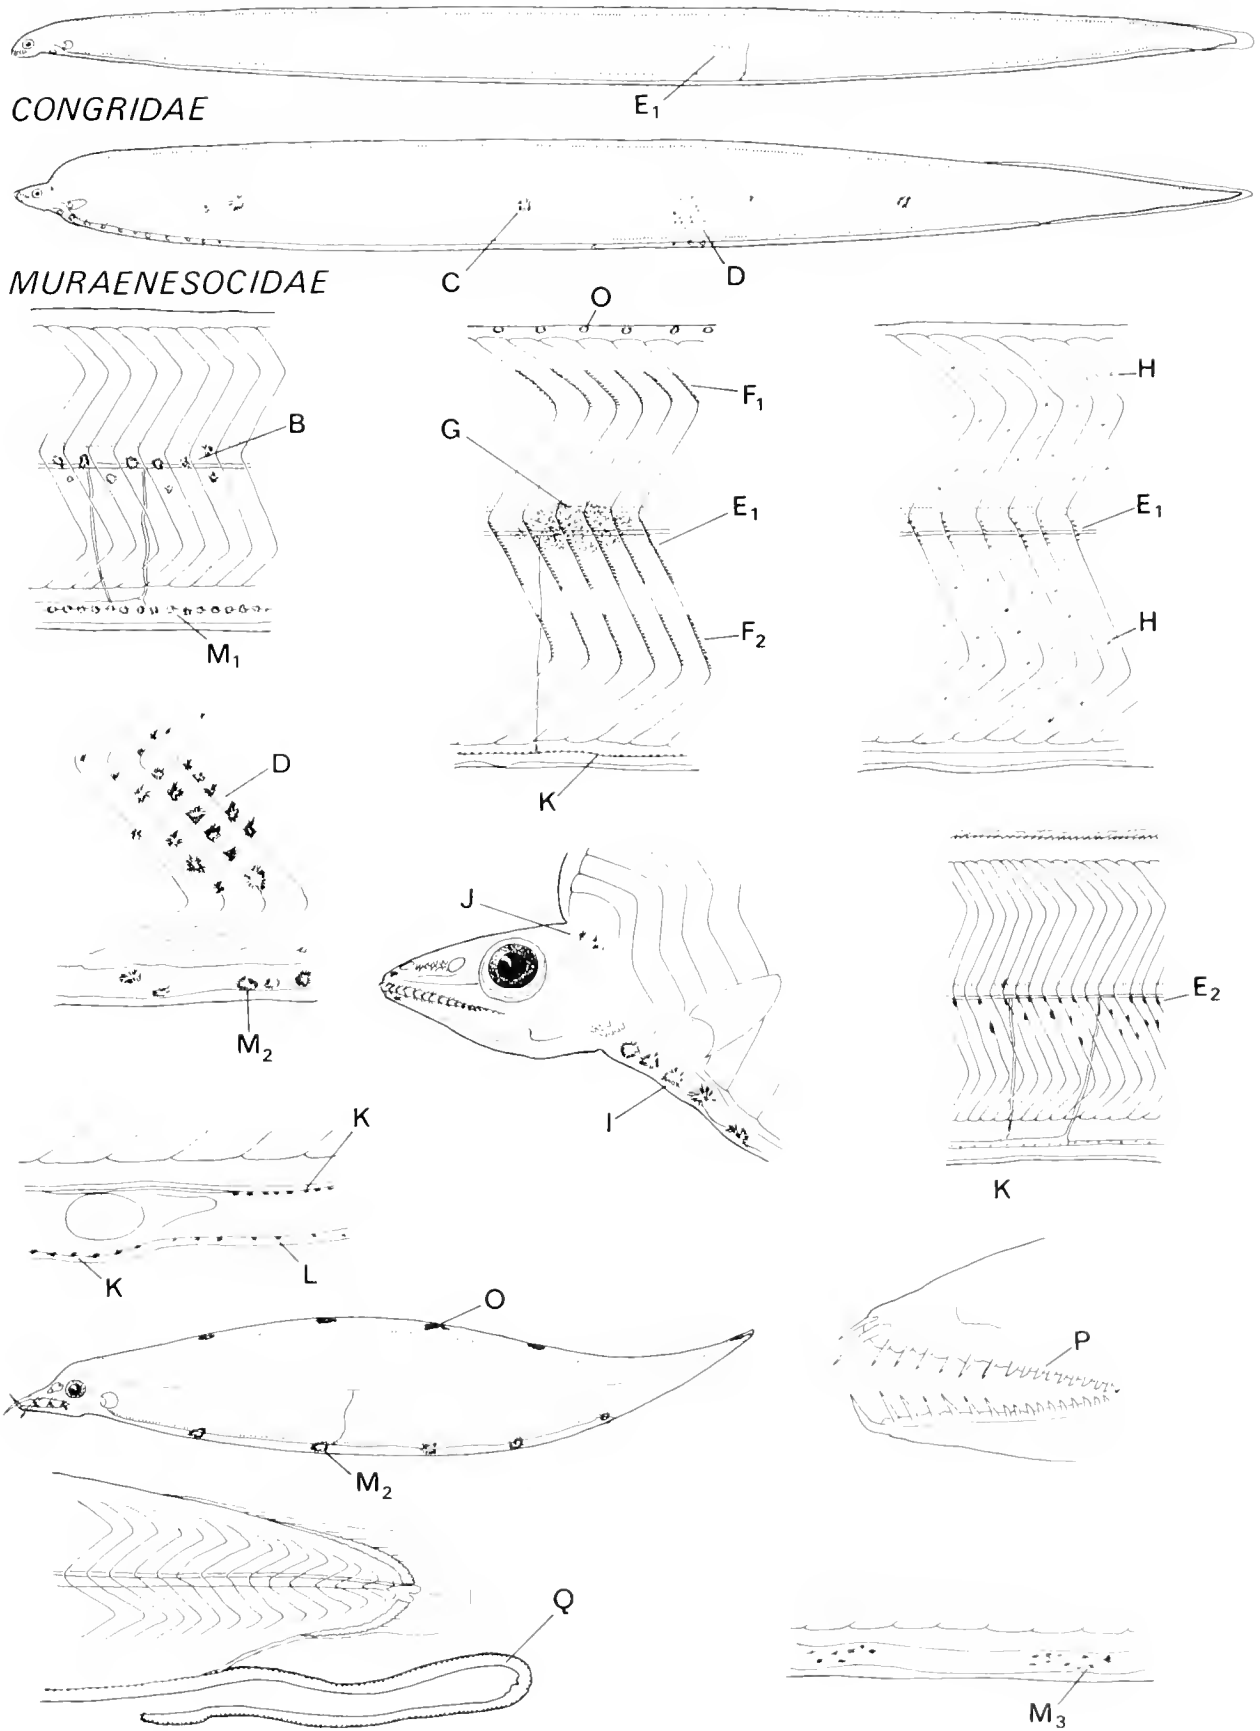 E₁
CONGRIDAE
C
D
MURAENESOCIDAE
O
H
F₁
B
G
E₁
E₁
F₂
H
M₁
D
K
J
E₂
M₂
I
K
K
K
L
O
P
M₂
Q
M₃